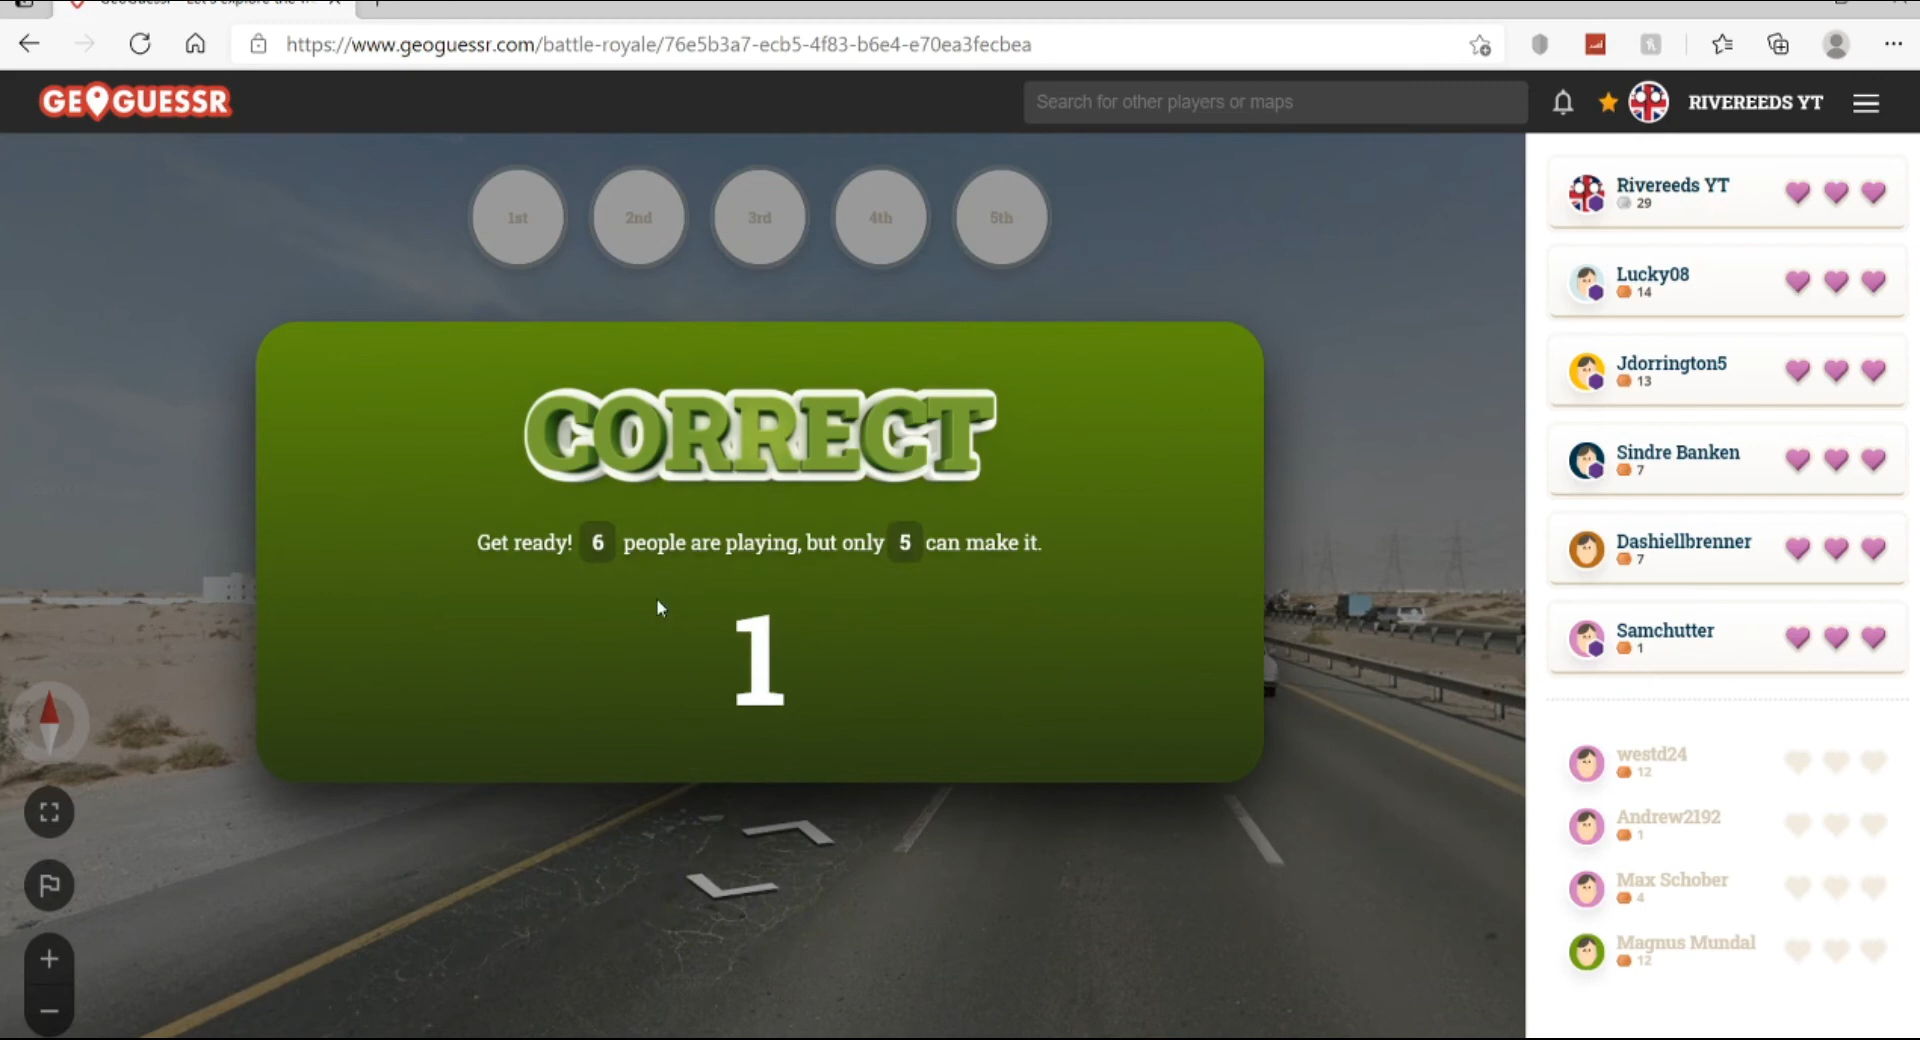 https://www.geoguessr.com/battle-royale/76e5b3a7-ecb5-4f83-b6e4-e70ea3fecbea
GEOGUESSR
Search for other players or maps
RIVEREEDS YT
1st
2nd
3rd
4th
5th
CORRECT
Get ready! 6 people are playing, but only 5 can make it.
1
Rivereeds YT
29
Lucky08
14
Jdorrington5
13
Sindre Banken
7
Dashiellbrenner
7
Samchutter
1
westd24
12
Andrew2192
1
Max Schober
4
Magnus Mundal
12